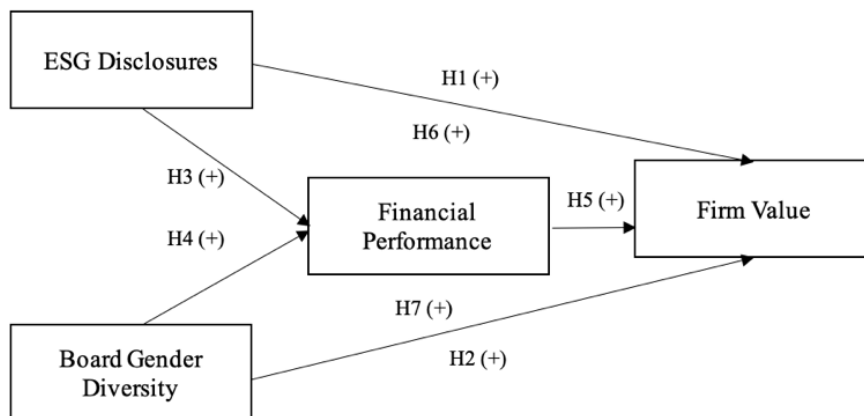 ESG Disclosures
H1 (+)
H6 (+)
H3 (+)
Financial
Performance
H5 (+)
Firm Value
H4 (+)
H7 (+)
Board Gender
Diversity
H2 (+)